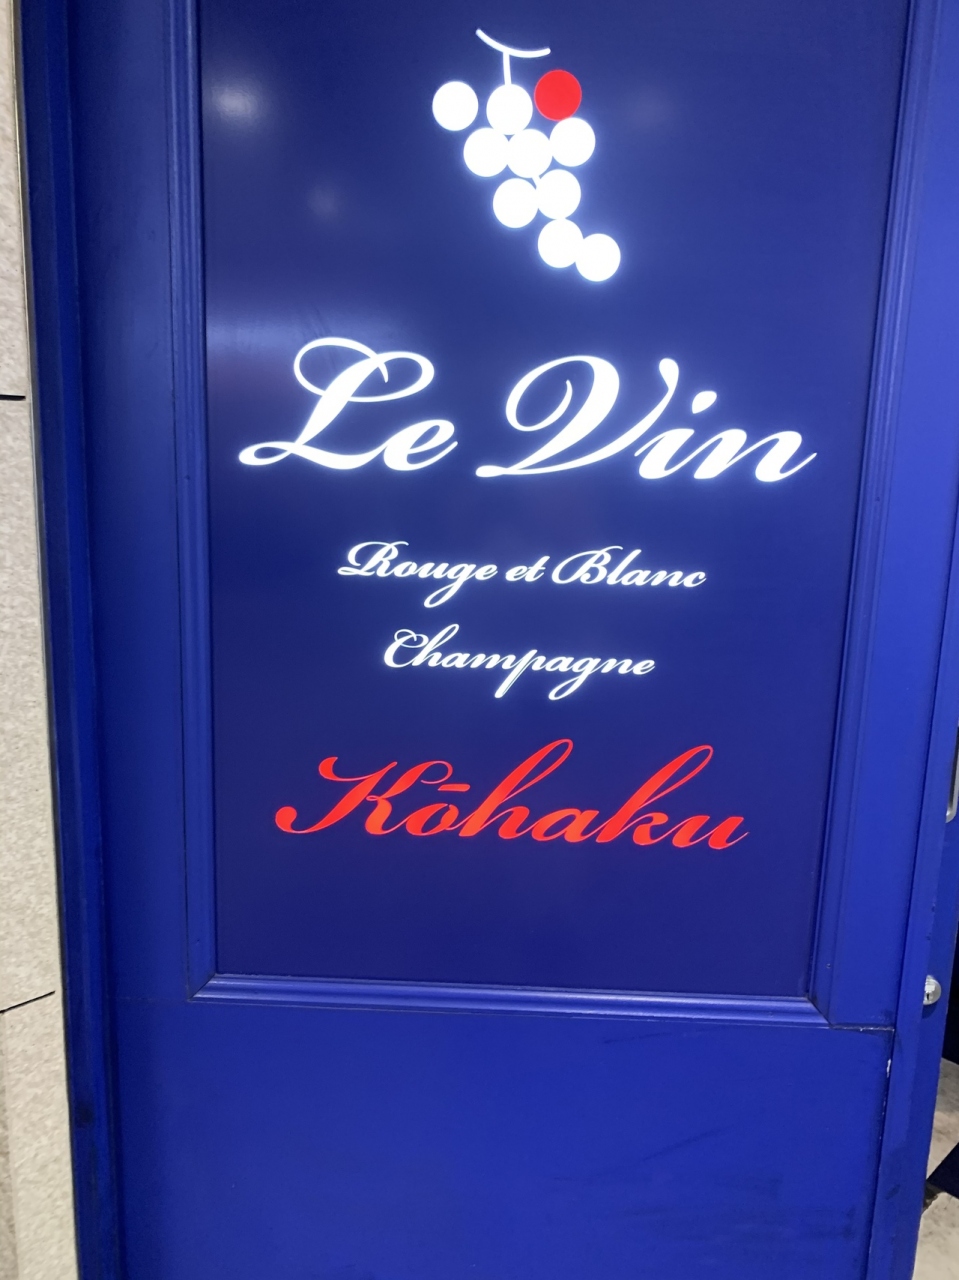 Le Vin
Rouge et Blanc
Champagne
Kōhaku